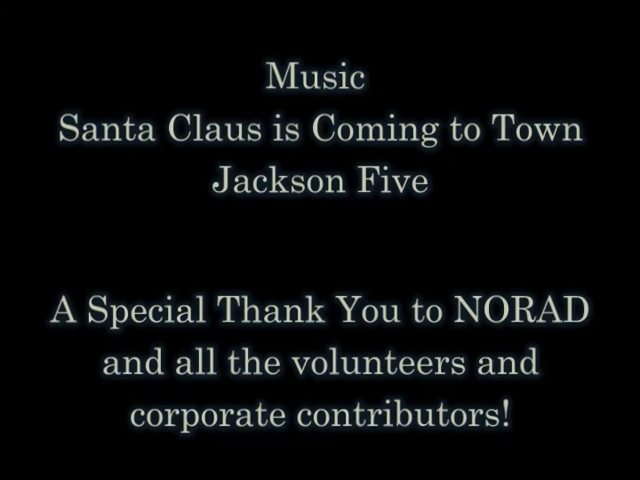 Music
Santa Claus is Coming to Town
Jackson Five
A Special Thank You to NORAD
and all the volunteers and
corporate contributors!